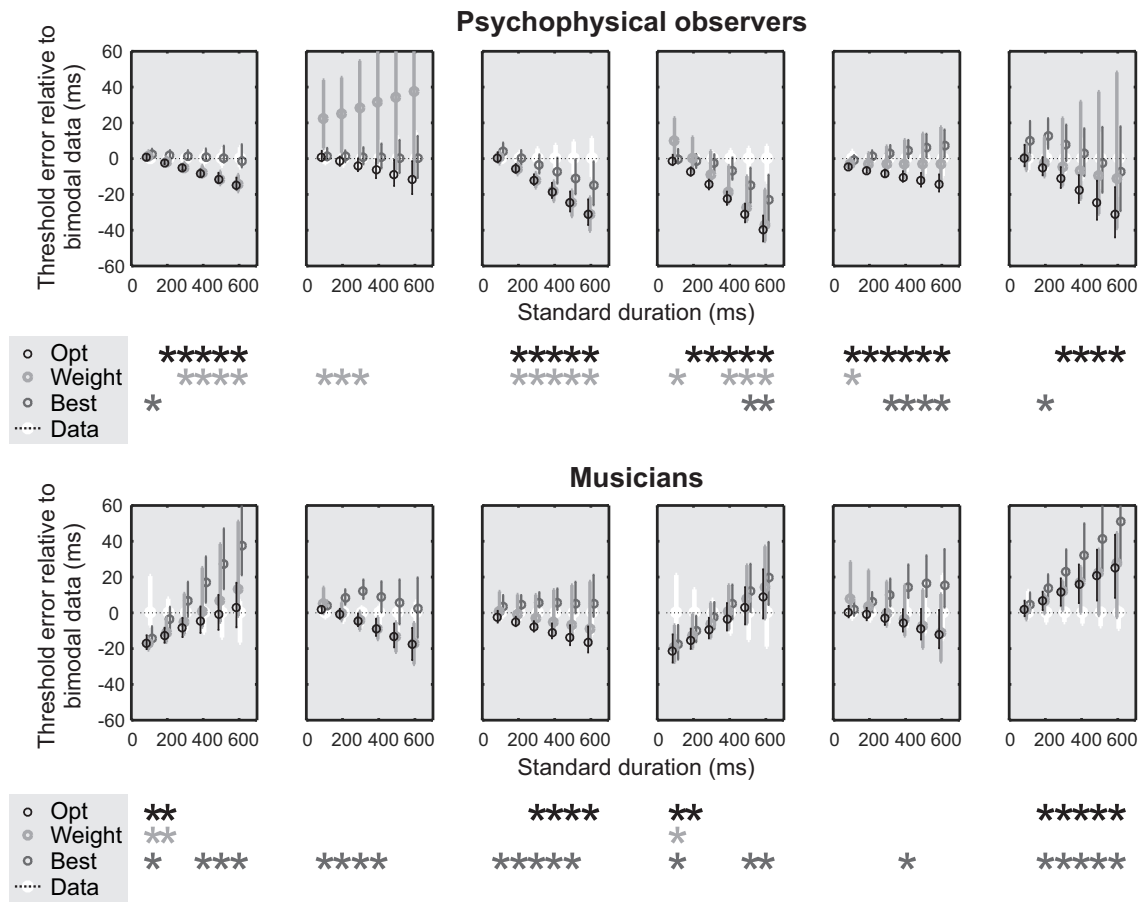 Psychophysical observers
Threshold error relative to
bimodal data (ms)
60
40
20
0
-20
-40
-60
0 200 400 600 0 200 400 600 0 200 400 600 0 200 400 600 0 200 400 600 0 200 400 600
Standard duration (ms)
Opt ***** ***** ***** ****** ****
Weight **** *** ***** * *** *
Best * ** **** *
Data
Musicians
Threshold error relative to
bimodal data (ms)
60
40
20
0
-20
-40
-60
0 200 400 600 0 200 400 600 0 200 400 600 0 200 400 600 0 200 400 600 0 200 400 600
Standard duration (ms)
Opt ** **** ** *****
Weight ** *
Best * *** **** ***** * ** * *****
Data